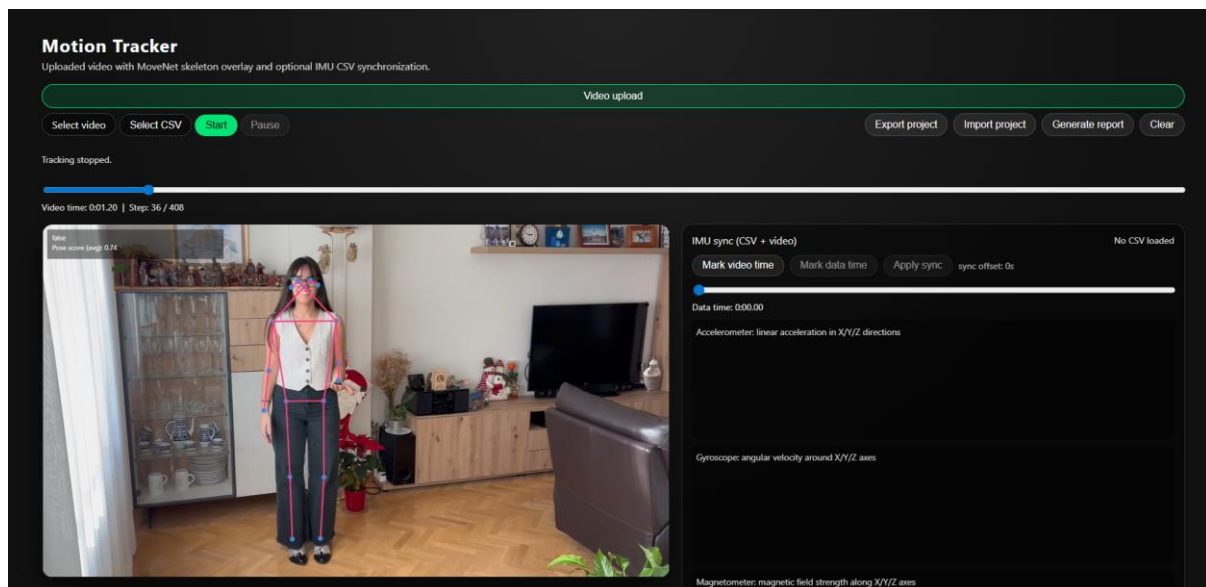 Motion Tracker
Uploaded video with MoveNet skeleton overlay and optional IMU CSV synchronization.
Video upload
Select video Select CSV Start Pause Export project Import project Generate report Clear
Tracking stopped.
Video time: 0:01.20 | Step: 36 / 408
false
Pose score (avg): 0.74
IMU sync (CSV + video) No CSV loaded
Mark video time Mark data time Apply sync sync offset: 0s
Data time: 0:00.00
Accelerometer: linear acceleration in X/Y/Z directions
Gyroscope: angular velocity around X/Y/Z axes
Magnetometer: magnetic field strength along X/Y/Z axes